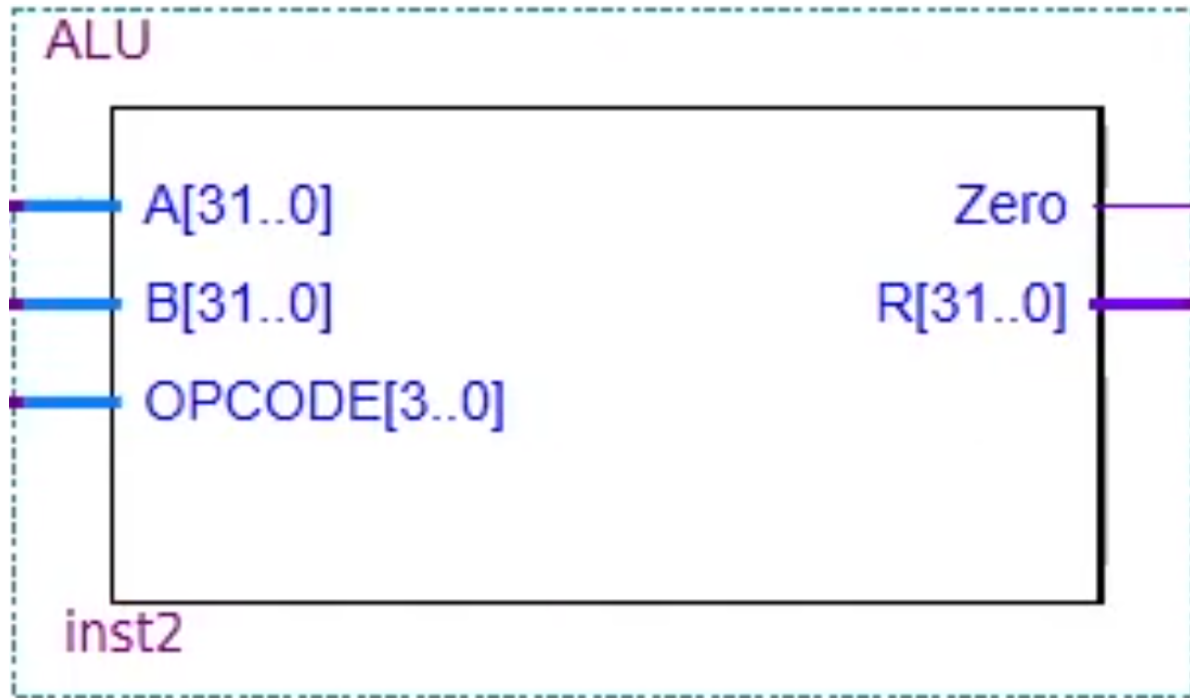 ALU
A[31..0]
Zero
B[31..0]
R[31..0]
OPCODE[3..0]
inst2